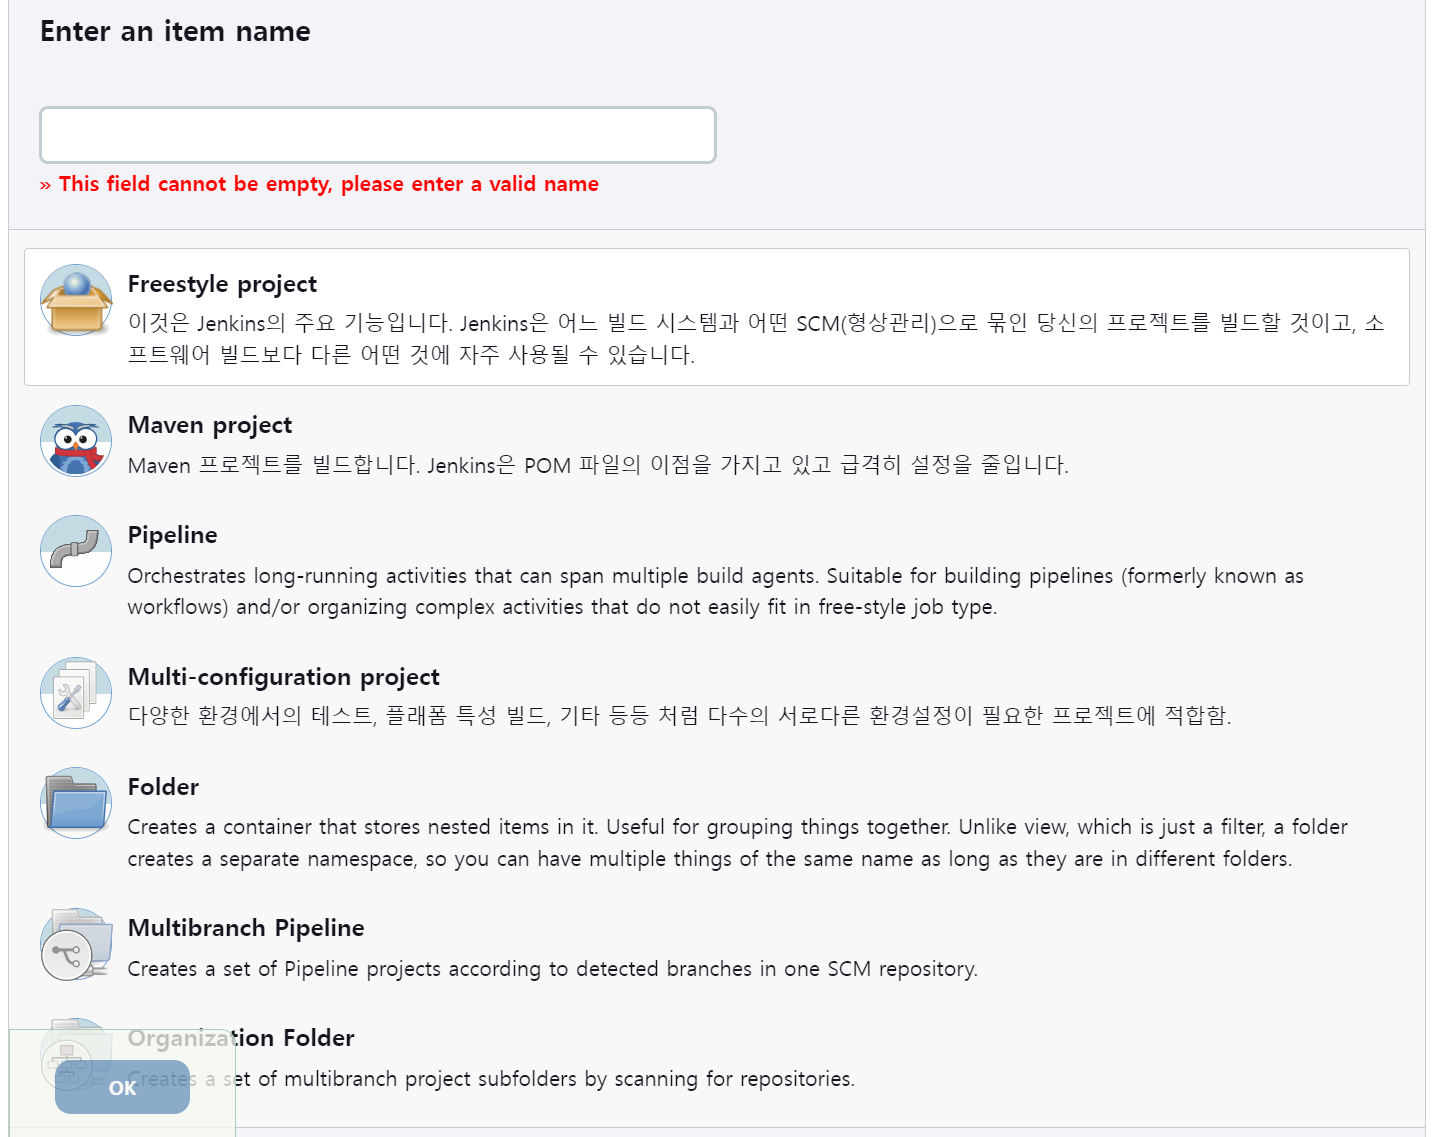 Enter an item name
» This field cannot be empty, please enter a valid name
Freestyle project
이것은 Jenkins의 주요 기능입니다. Jenkins은 어느 빌드 시스템과 어떤 SCM(형상관리)으로 묶인 당신의 프로젝트를 빌드할 것이고, 소
프트웨어 빌드보다 다른 어떤 것에 자주 사용될 수 있습니다.
Maven project
Maven 프로젝트를 빌드합니다. Jenkins은 POM 파일의 이점을 가지고 있고 급격히 설정을 줄입니다.
Pipeline
Orchestrates long-running activities that can span multiple build agents. Suitable for building pipelines (formerly known as
workflows) and/or organizing complex activities that do not easily fit in free-style job type.
Multi-configuration project
다양한 환경에서의 테스트, 플래폼 특성 빌드, 기타 등등 처럼 다수의 서로다른 환경설정이 필요한 프로젝트에 적합함.
Folder
Creates a container that stores nested items in it. Useful for grouping things together. Unlike view, which is just a filter, a folder
creates a separate namespace, so you can have multiple things of the same name as long as they are in different folders.
Multibranch Pipeline
Creates a set of Pipeline projects according to detected branches in one SCM repository.
Organization Folder
Creates a set of multibranch project subfolders by scanning for repositories.
OK